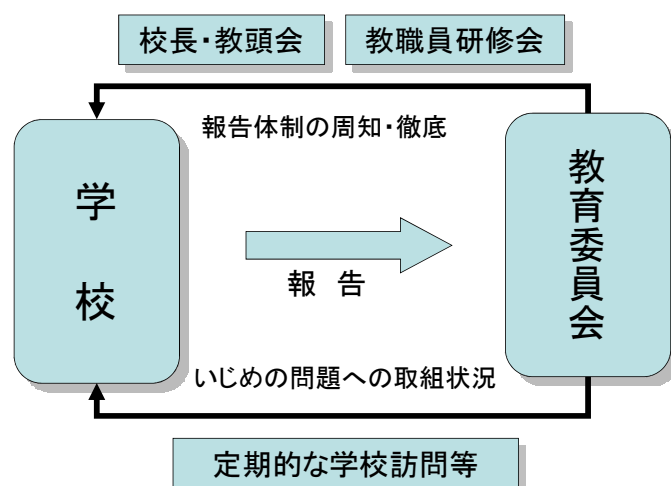 校長・教頭会
教職員研修会
報告体制の周知・徹底
学校
教育委員会
報 告
いじめの問題への取組状況
定期的な学校訪問等